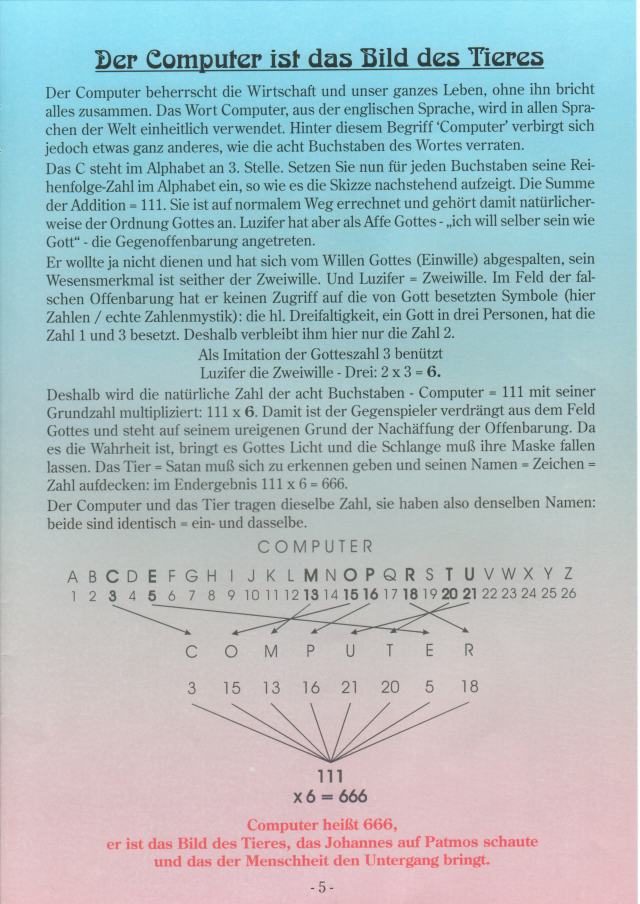 Der Computer ist das Bild des Tieres
Der Computer beherrscht die Wirtschaft und unser ganzes Leben, ohne ihn bricht
alles zusammen. Das Wort Computer, aus der englischen Sprache, wird in allen Spra-
chen der Welt einheitlich verwendet. Hinter diesem Begriff 'Computer' verbirgt sich
jedoch etwas ganz anderes, wie die acht Buchstaben des Wortes verraten.
Das C steht im Alphabet an 3. Stelle. Setzen Sie nun für jeden Buchstaben seine Rei-
henfolge-Zahl im Alphabet ein, so wie es die Skizze nachstehend aufzeigt. Die Summe
der Addition = 111. Sie ist auf normalem Weg errechnet und gehört damit natürlicher-
weise der Ordnung Gottes an. Luzifer hat aber als Affe Gottes - „ich will selber sein wie
Gott“ - die Gegenoffenbarung angetreten.
Er wollte ja nicht dienen und hat sich vom Willen Gottes (Einwille) abgespalten, sein
Wesensmerkmal ist seither der Zweiwille. Und Luzifer = Zweiwille. Im Feld der fal-
schen Offenbarung hat er keinen Zugriff auf die von Gott besetzten Symbole (hier
Zahlen / echte Zahlenmystik): die hl. Dreifaltigkeit, ein Gott in drei Personen, hat die
Zahl 1 und 3 besetzt. Deshalb verbleibt ihm hier nur die Zahl 2.
Als Imitation der Gotteszahl 3 benützt
Luzifer die Zweiwille - Drei: 2 x 3 = 6.
Deshalb wird die natürliche Zahl der acht Buchstaben - Computer = 111 mit seiner
Grundzahl multipliziert: 111 x 6. Damit ist der Gegenspieler verdrängt aus dem Feld
Gottes und steht auf seinem ureigenen Grund der Nachäffung der Offenbarung. Da
es die Wahrheit ist, bringt es Gottes Licht und die Schlange muß ihre Maske fallen
lassen. Das Tier = Satan muß sich zu erkennen geben und seinen Namen = Zeichen =
Zahl aufdecken: im Endergebnis 111 x 6 = 666.
Der Computer und das Tier tragen dieselbe Zahl, sie haben also denselben Namen:
beide sind identisch = ein- und dasselbe.
COMPUTER
A B C D E F G H I J K L M N O P Q R S T U V W X Y Z
1 2 3 4 5 6 7 8 9 10 11 12 13 14 15 16 17 18 19 20 21 22 23 24 25 26
C O M P U T E R
3 15 13 16 21 20 5 18
111
x 6 = 666
Computer heißt 666,
er ist das Bild des Tieres, das Johannes auf Patmos schaute
und das der Menschheit den Untergang bringt.
- 5 -